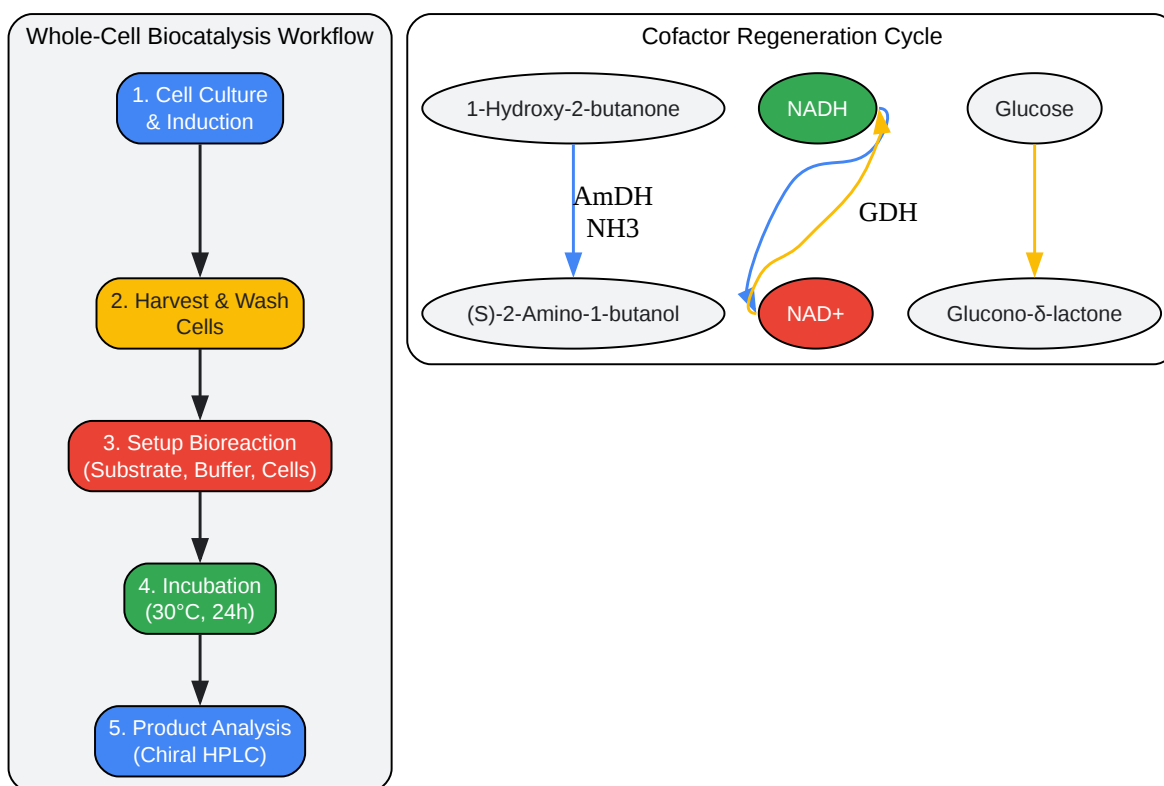 Whole-Cell Biocatalysis Workflow
1. Cell Culture
& Induction
2. Harvest & Wash
Cells
3. Setup Bioreaction
(Substrate, Buffer, Cells)
4. Incubation
(30°C, 24h)
5. Product Analysis
(Chiral HPLC)
Cofactor Regeneration Cycle
1-Hydroxy-2-butanone
NADH
Glucose
AmDH
NH3
GDH
(S)-2-Amino-1-butanol
NAD+
Glucono-δ-lactone